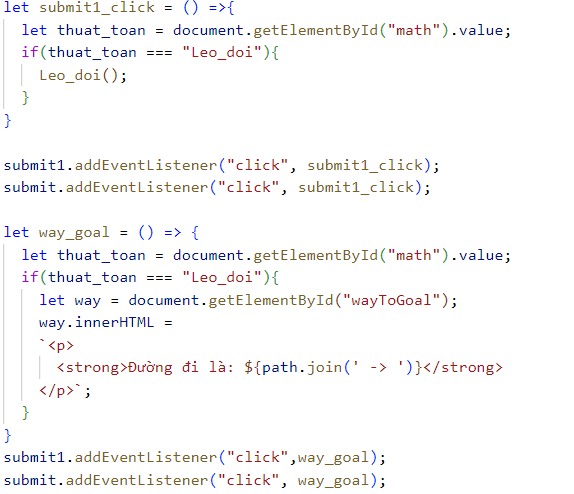 let submit1_click = () =>{
  let thuat_toan = document.getElementById("math").value;
  if(thuat_toan === "Leo_doi"){
    Leo_doi();
  }
}

submit1.addEventListener("click", submit1_click);
submit.addEventListener("click", submit1_click);

let way_goal = () => {
  let thuat_toan = document.getElementById("math").value;
  if(thuat_toan === "Leo_doi"){
    let way = document.getElementById("wayToGoal");
    way.innerHTML =
    `<p>
      <strong>Đường đi là: ${path.join(' -> ')}</strong>
    </p>`;
  }
}
submit1.addEventListener("click",way_goal);
submit.addEventListener("click", way_goal);